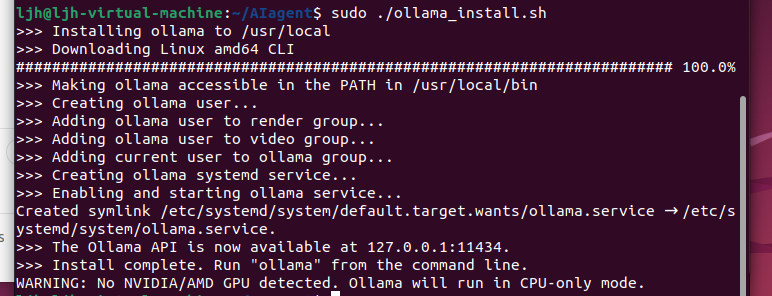 ljh@ljh-virtual-machine:~/AIagent$ sudo ./ollama_install.sh
>>> Installing ollama to /usr/local
>>> Downloading Linux amd64 CLI
######################################################################## 100.0%
>>> Making ollama accessible in the PATH in /usr/local/bin
>>> Creating ollama user...
>>> Adding ollama user to render group...
>>> Adding ollama user to video group...
>>> Adding current user to ollama group...
>>> Creating ollama systemd service...
>>> Enabling and starting ollama service...
Created symlink /etc/systemd/system/default.target.wants/ollama.service → /etc/s
ystemd/system/ollama.service.
>>> The Ollama API is now available at 127.0.0.1:11434.
>>> Install complete. Run "ollama" from the command line.
WARNING: No NVIDIA/AMD GPU detected. Ollama will run in CPU-only mode.